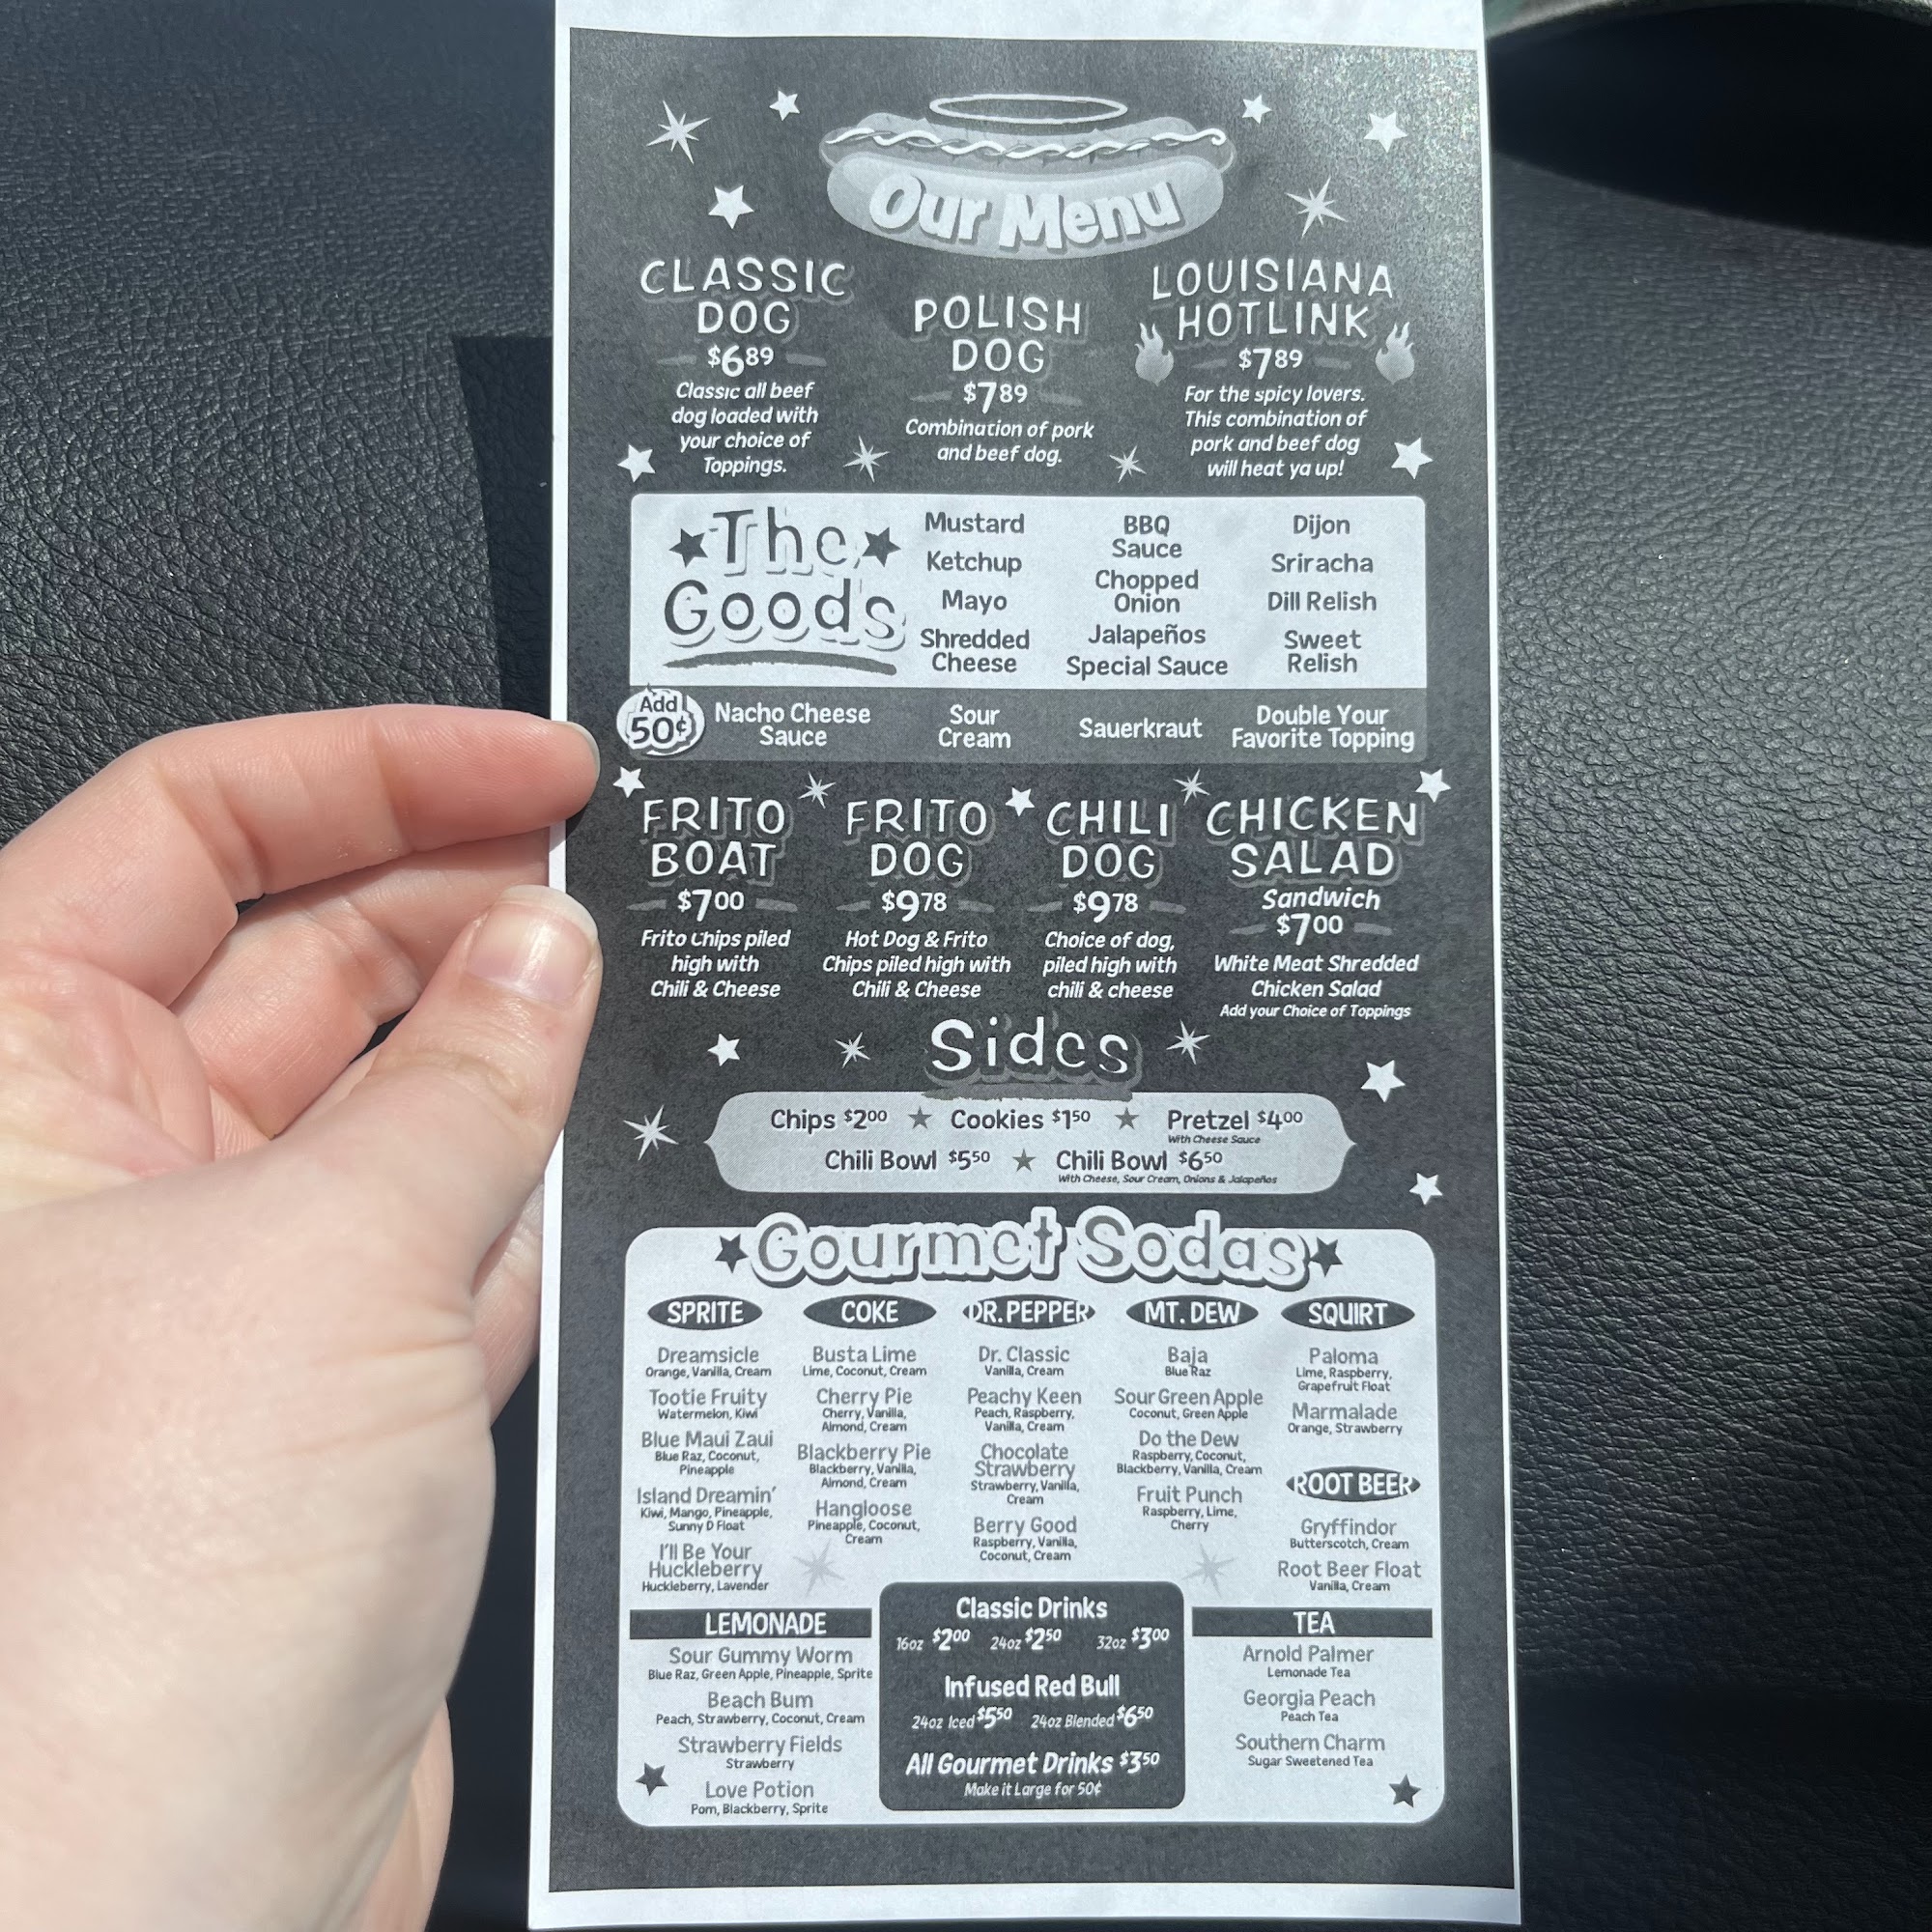 Our Menu
CLASSIC
DOG
$6.89
Classic all beef
dog loaded with
your choice of
Toppings.
POLISH
DOG
$7.89
Combination of pork
and beef dog.
LOUISIANA
HOTLINK
$7.89
For the spicy lovers.
This combination of
pork and beef dog
will heat ya up!
The
Goods
Mustard
Ketchup
Mayo
Shredded
Cheese
BBQ
Sauce
Chopped
Onion
Jalapeños
Special Sauce
Dijon
Sriracha
Dill Relish
Sweet
Relish
Add
50¢
Nacho Cheese
Sauce
Sour
Cream
Sauerkraut
Double Your
Favorite Topping
FRITO
BOAT
$7.00
Frito Chips piled
high with
Chili & Cheese
FRITO
DOG
$9.78
Hot Dog & Frito
Chips piled high with
Chili & Cheese
CHILI
DOG
$9.78
Choice of dog,
piled high with
chili & cheese
CHICKEN
SALAD
Sandwich
$7.00
White Meat Shredded
Chicken Salad
Add your Choice of Toppings
Sides
Chips $2.00 ★ Cookies $1.50 ★ Pretzel $4.00
With Cheese Sauce
Chili Bowl $5.50 ★ Chili Bowl $6.50
With Cheese, Sour Cream, Onions & Jalapeños
Gourmet Sodas
SPRITE
Dreamsicle
Orange, Vanilla, Cream
Tootie Fruity
Watermelon, Kiwi
Blue Maui Zaui
Blue Raz, Coconut,
Pineapple
Island Dreamin'
Kiwi, Mango, Pineapple,
Sunny D Float
I'll Be Your
Huckleberry
Huckleberry, Lavender
COKE
Busta Lime
Lime, Coconut, Cream
Cherry Pie
Cherry, Vanilla,
Almond, Cream
Blackberry Pie
Blackberry, Vanilla,
Almond, Cream
Hangloose
Pineapple, Coconut,
Cream
DR. PEPPER
Dr. Classic
Vanilla, Cream
Peachy Keen
Peach, Raspberry,
Vanilla, Cream
Chocolate
Strawberry
Strawberry, Vanilla,
Cream
Berry Good
Raspberry, Vanilla,
Coconut, Cream
MT. DEW
Baja
Blue Raz
Sour Green Apple
Coconut, Green Apple
Do the Dew
Raspberry, Coconut,
Blackberry, Vanilla, Cream
Fruit Punch
Raspberry, Lime,
Cherry
SQUIRT
Paloma
Lime, Raspberry,
Grapefruit Float
Marmalade
Orange, Strawberry
ROOT BEER
Gryffindor
Butterscotch, Cream
Root Beer Float
Vanilla, Cream
LEMONADE
Sour Gummy Worm
Blue Raz, Green Apple, Pineapple, Sprite
Beach Bum
Peach, Strawberry, Coconut, Cream
Strawberry Fields
Strawberry
Love Potion
Pom, Blackberry, Sprite
Classic Drinks
16oz $2.00 24oz $2.50 32oz $3.00
Infused Red Bull
24oz Iced $5.50 24oz Blended $6.50
All Gourmet Drinks $3.50
Make it Large for 50¢
TEA
Arnold Palmer
Lemonade Tea
Georgia Peach
Peach Tea
Southern Charm
Sugar Sweetened Tea